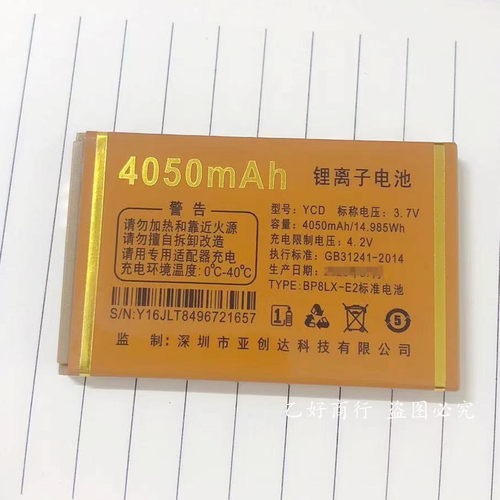 4050mAh
锂离子电池
警告
请勿加热和靠近火源
请勿擅自拆卸改造
请用专用适配器充电
充电环境温度：0℃-40℃
S/N:Y16JLT8496721657
型号：YCD 标称电压：3.7V
容量：4050mAh/14.985Wh
充电限制电压：4.2V
执行标准：GB31241-2014
生产日期：
TYPE:BP8LX-E2标准电池
5
监制：深圳市亚创达科技有限公司
乙好商行 盗图必究